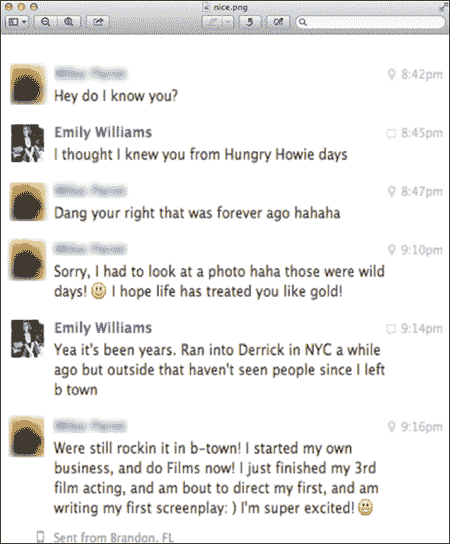 nice.png
8:42pm
Hey do I know you?
Emily Williams
8:45pm
I thought I knew you from Hungry Howie days
8:47pm
Dang your right that was forever ago hahaha
9:10pm
Sorry, I had to look at a photo haha those were wild
days! I hope life has treated you like gold!
Emily Williams
9:14pm
Yea it's been years. Ran into Derrick in NYC a while
ago but outside that haven't seen people since I left
b town
9:16pm
Were still rockin it in b-town! I started my own
business, and do Films now! I just finished my 3rd
film acting, and am bout to direct my first, and am
writing my first screenplay: ) I'm super excited!
Sent from Brandon, FL